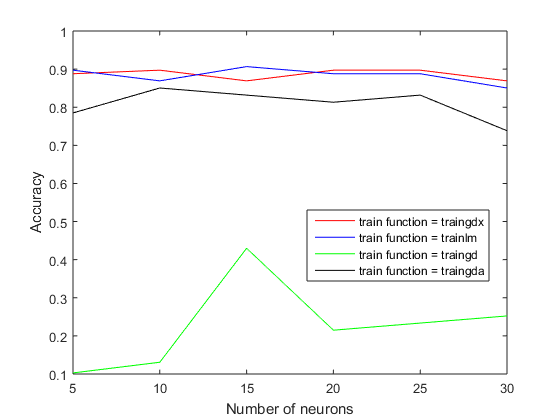 1
0.9
0.8
0.7
0.6
0.5
0.4
0.3
0.2
0.1
Accuracy
train function = traingdx
train function = trainlm
train function = traingd
train function = traingda
5 10 15 20 25 30
Number of neurons